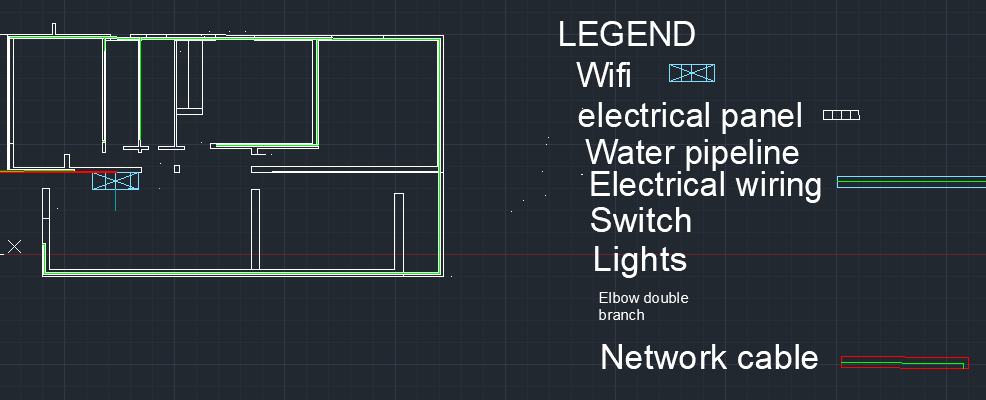 LEGEND
Wifi
electrical panel
Water pipeline
Electrical wiring
Switch
Lights
Elbow double
branch
Network cable